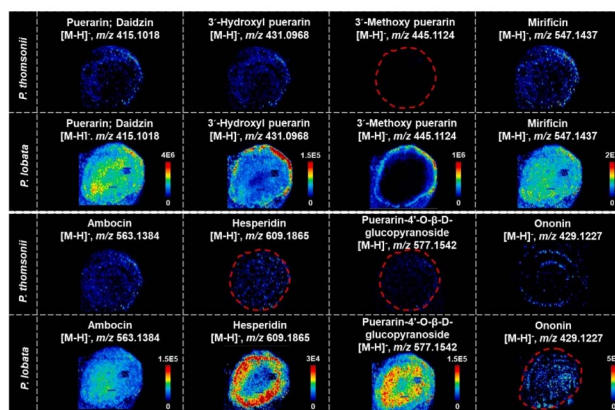 P. thomsonii
Puerarin; Daidzin
[M-H]-, m/z 415.1018
3′-Hydroxyl puerarin
[M-H]-, m/z 431.0968
3′-Methoxy puerarin
[M-H]-, m/z 445.1124
Mirificin
[M-H]-, m/z 547.1437
P. lobata
Puerarin; Daidzin
[M-H]-, m/z 415.1018
4E6
0
3′-Hydroxyl puerarin
[M-H]-, m/z 431.0968
1.5E5
0
3′-Methoxy puerarin
[M-H]-, m/z 445.1124
1E6
0
Mirificin
[M-H]-, m/z 547.1437
0
P. thomsonii
Ambocin
[M-H]-, m/z 563.1384
Hesperidin
[M-H]-, m/z 609.1865
Puerarin-4'-O-β-D-
glucopyranoside
[M-H]-, m/z 577.1542
Ononin
[M-H]-, m/z 429.1227
P. lobata
Ambocin
[M-H]-, m/z 563.1384
1.5E5
0
Hesperidin
[M-H]-, m/z 609.1865
3E4
0
Puerarin-4'-O-β-D-
glucopyranoside
[M-H]-, m/z 577.1542
1.5E5
0
Ononin
[M-H]-, m/z 429.1227
0